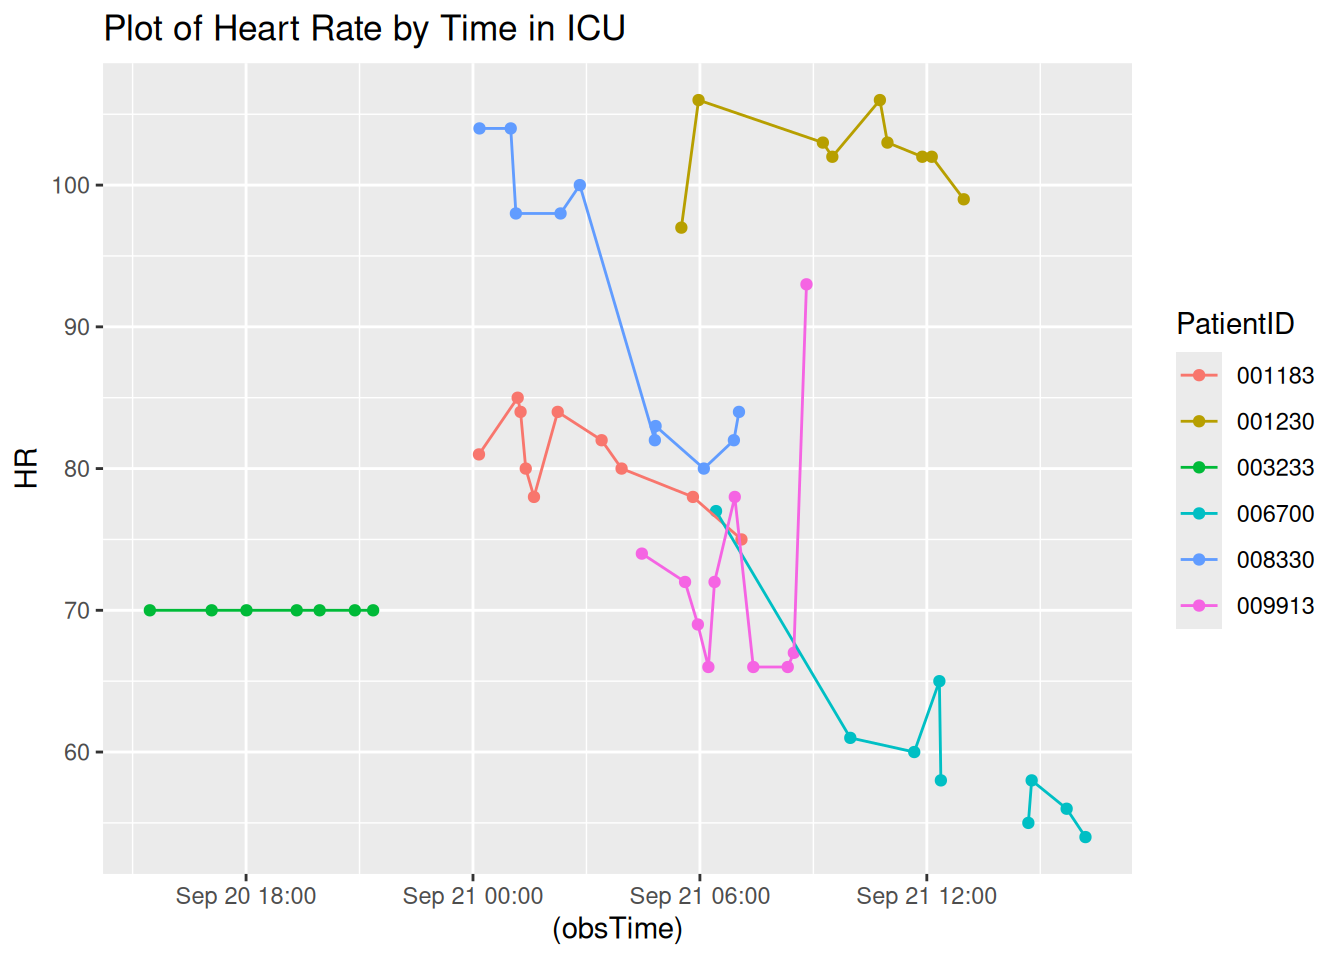 Plot of Heart Rate by Time in ICU
HR
100
90
80
70
60
Sep 20 18:00 Sep 21 00:00 Sep 21 06:00 Sep 21 12:00
(obsTime)
PatientID
001183
001230
003233
006700
008330
009913